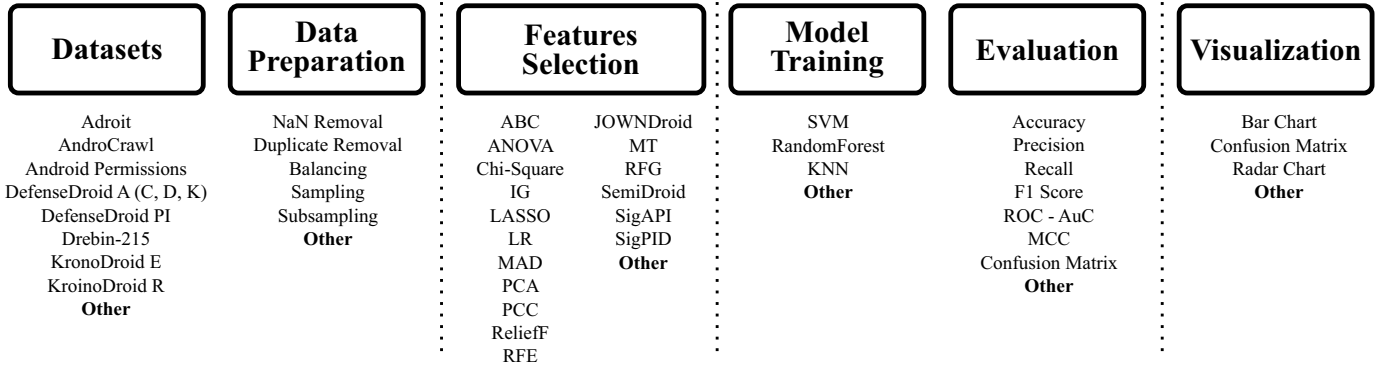 Datasets
Adroit
AndroCrawl
Android Permissions
DefenseDroid A (C, D, K)
DefenseDroid PI
Drebin-215
KronoDroid E
KroinoDroid R
Other
Data
Preparation
NaN Removal
Duplicate Removal
Balancing
Sampling
Subsampling
Other
Features
Selection
ABC
ANOVA
Chi-Square
IG
LASSO
LR
MAD
PCA
PCC
ReliefF
RFE
JOWNDroid
MT
RFG
SemiDroid
SigAPI
SigPID
Other
Model
Training
SVM
RandomForest
KNN
Other
Evaluation
Accuracy
Precision
Recall
F1 Score
ROC - AuC
MCC
Confusion Matrix
Other
Visualization
Bar Chart
Confusion Matrix
Radar Chart
Other